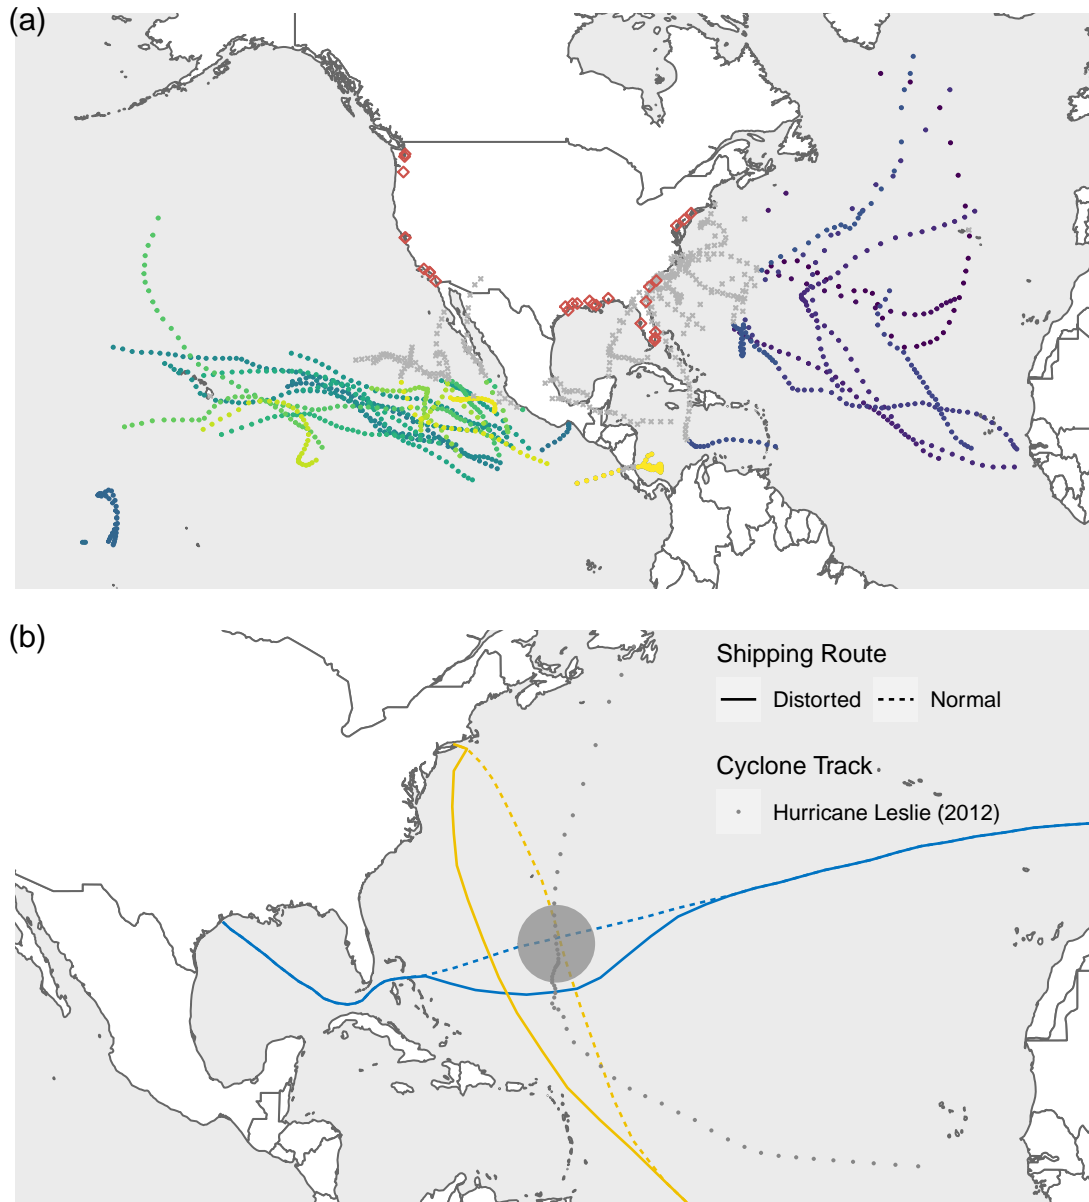 (a)
(b)
Shipping Route
Distorted Normal
Cyclone Track
Hurricane Leslie (2012)